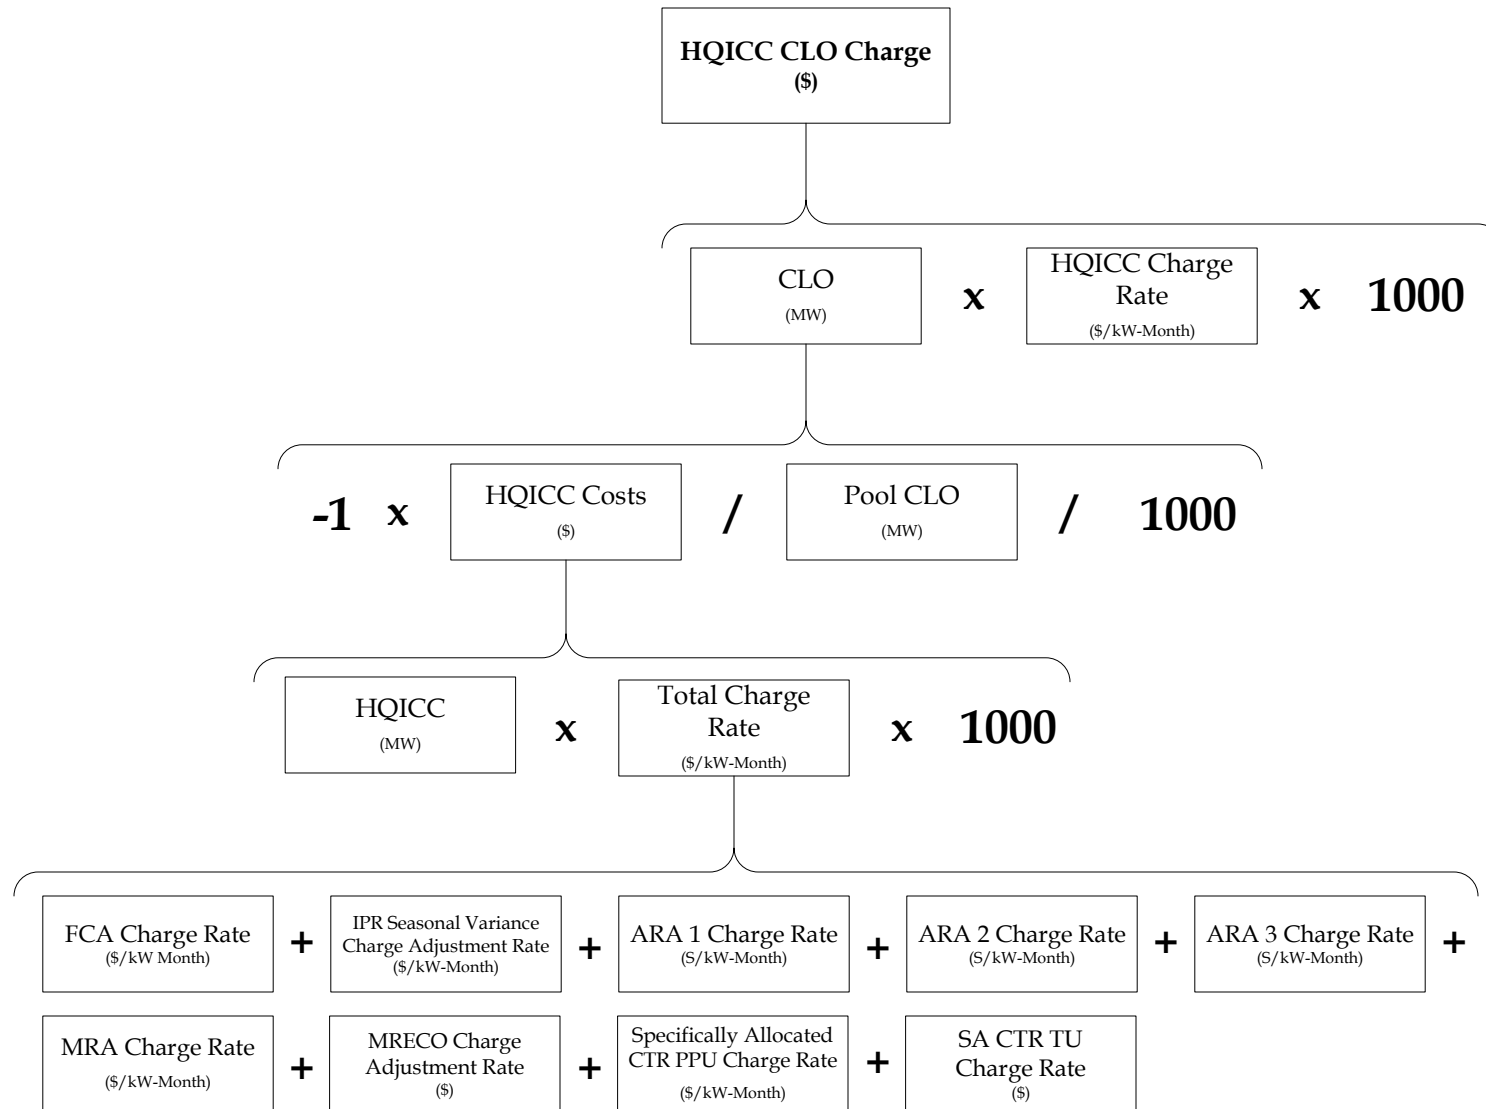 HQICC CLO Charge
($)
CLO
(MW)
x
HQICC Charge
Rate
($/kW-Month)
x
1000
-1
x
HQICC Costs
($)
/
Pool CLO
(MW)
/
1000
HQICC
(MW)
x
Total Charge
Rate
($/kW-Month)
x
1000
FCA Charge Rate
($/kW Month)
+
IPR Seasonal Variance
Charge Adjustment Rate
($/kW-Month)
+
ARA 1 Charge Rate
(S/kW-Month)
+
ARA 2 Charge Rate
(S/kW-Month)
+
ARA 3 Charge Rate
(S/kW-Month)
+
MRA Charge Rate
($/kW-Month)
+
MRECO Charge
Adjustment Rate
($)
+
Specifically Allocated
CTR PPU Charge Rate
($/kW-Month)
+
SA CTR TU
Charge Rate
($)